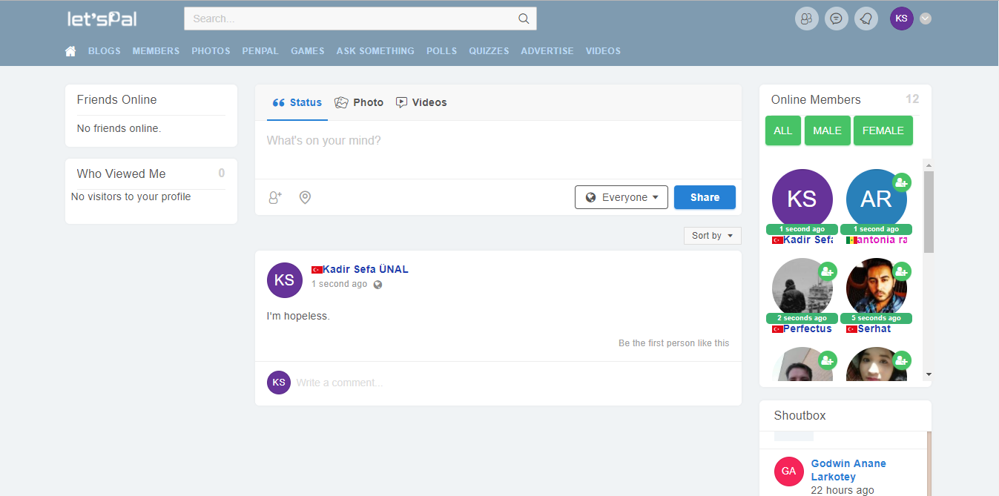 let'sPal
Search...
KS
BLOGS MEMBERS PHOTOS PENPAL GAMES ASK SOMETHING POLLS QUIZZES ADVERTISE VIDEOS
Friends Online
No friends online.
Who Viewed Me 0
No visitors to your profile
Status Photo Videos
What's on your mind?
Everyone
Share
Sort by
KS
Kadir Sefa ÜNAL
1 second ago
I'm hopeless.
Be the first person like this
KS
Write a comment...
Online Members 12
ALL MALE FEMALE
KS
1 second ago
Kadir Sefa
AR
1 second ago
antonia ra
2 seconds ago
Perfectus
5 seconds ago
Serhat
Shoutbox
GA
Godwin Anane
Larkotey
22 hours ago